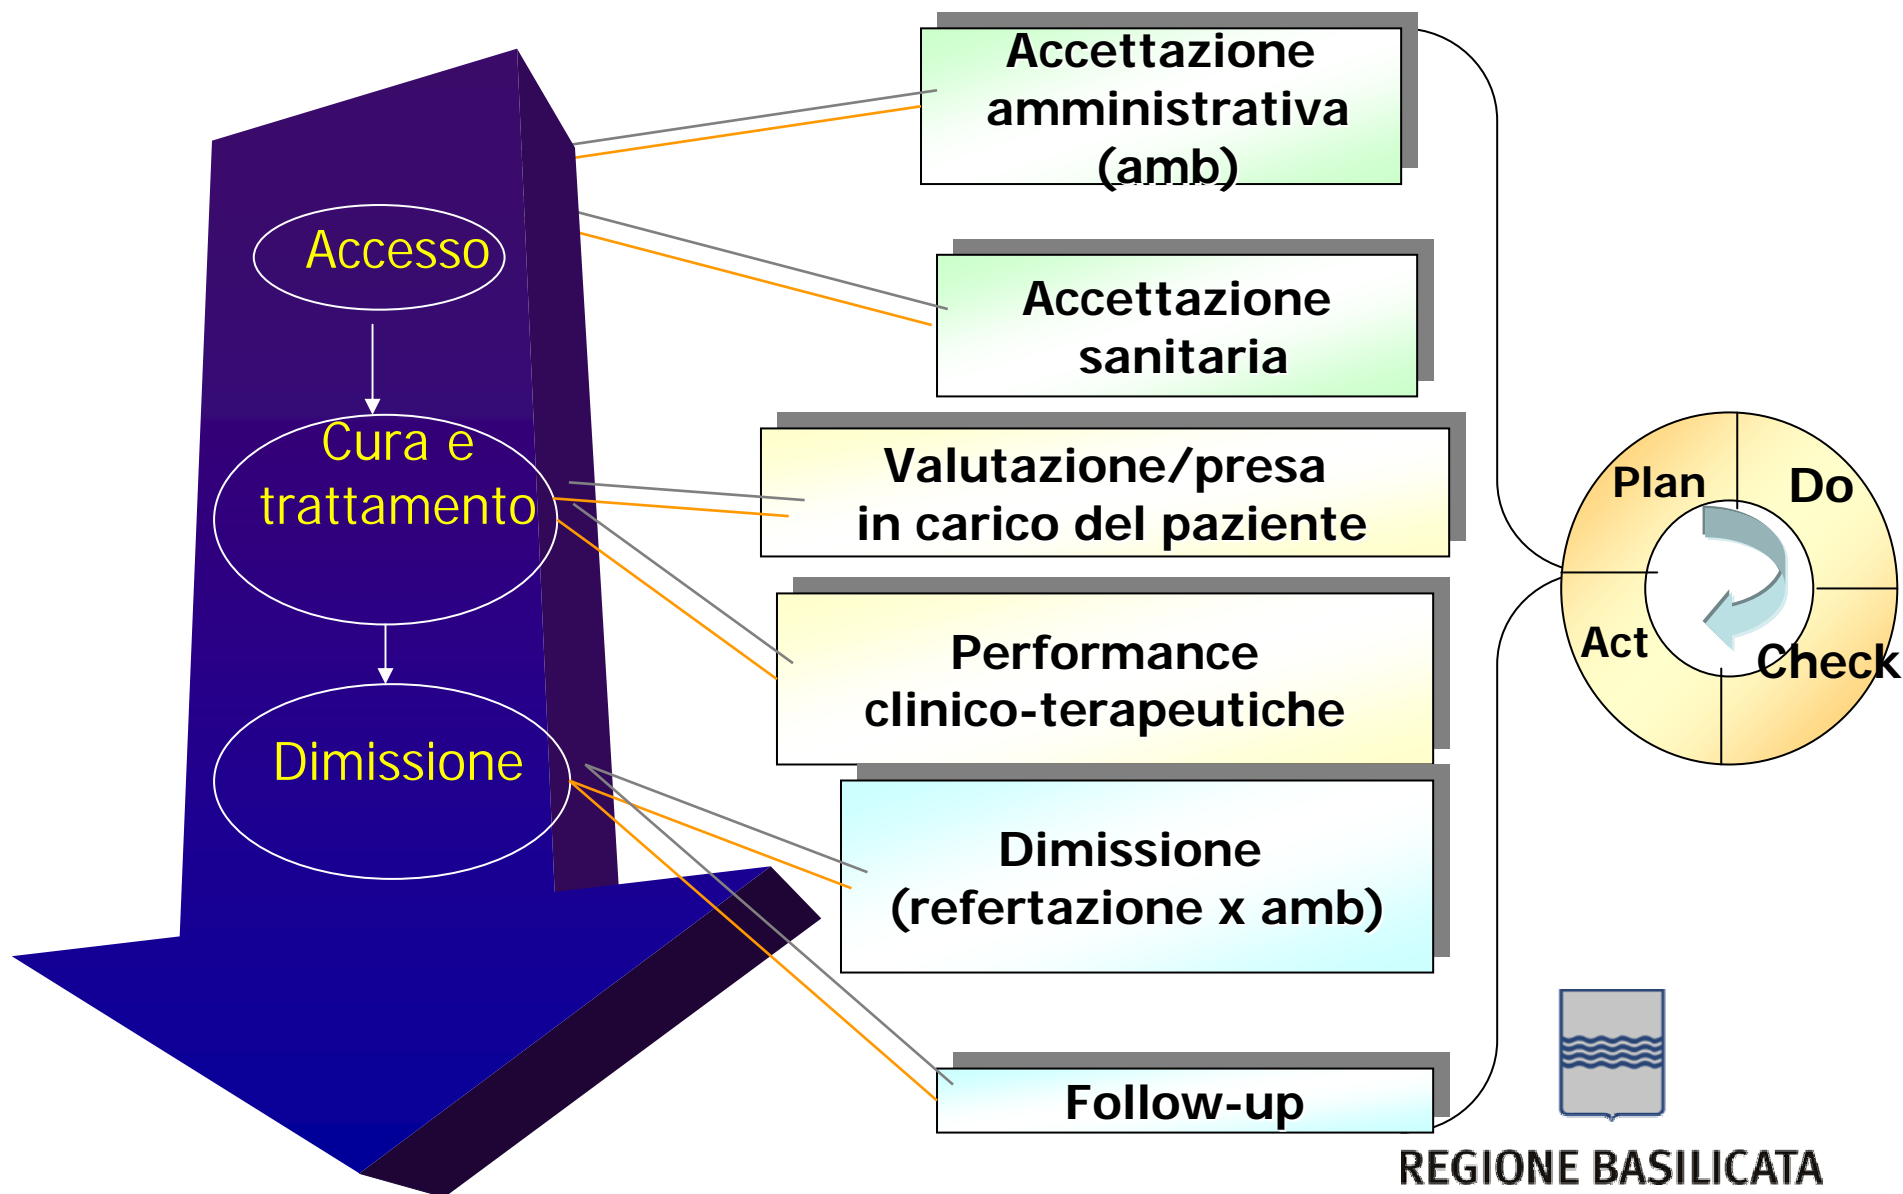 Accesso
Cura e
trattamento
Dimissione
Accettazione
amministrativa
(amb)
Accettazione
sanitaria
Valutazione/presa
in carico del paziente
Performance
clinico-terapeutiche
Dimissione
(refertazione x amb)
Follow-up
Plan
Do
Act
Check
REGIONE BASILICATA